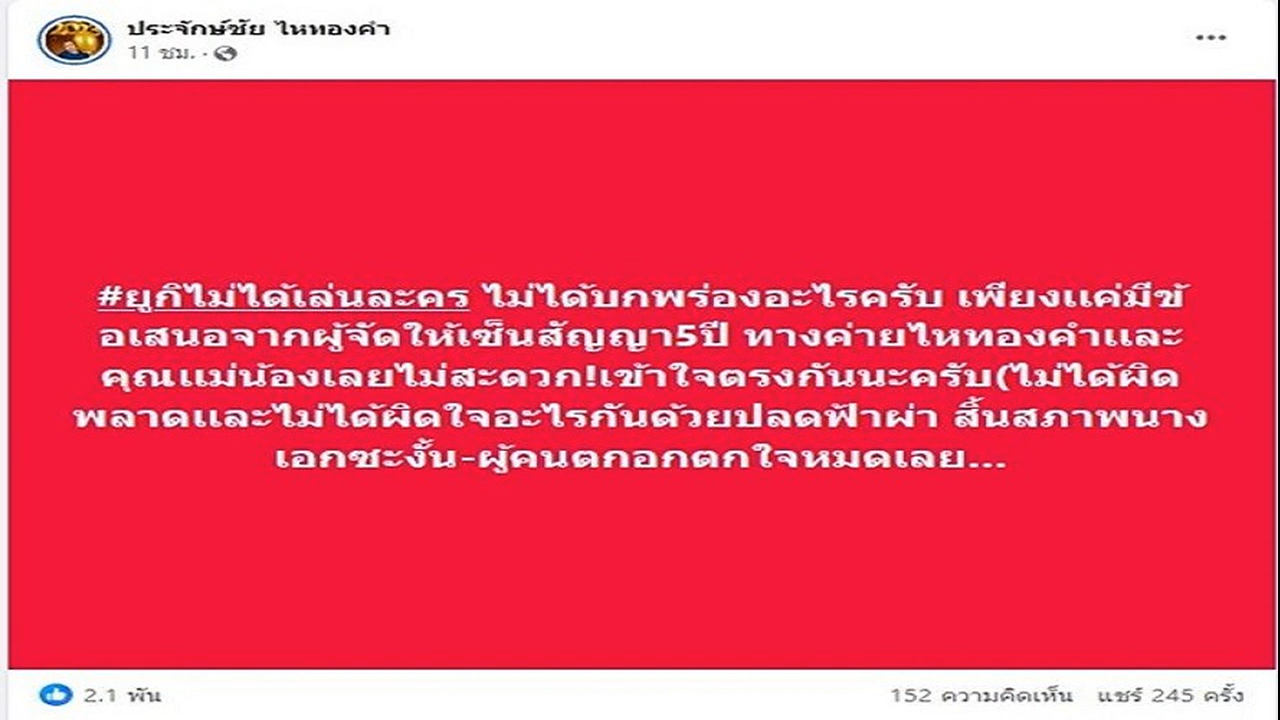 ประจักษ์ชัย ไหทองคำ
11 ชม. ·
#ยูกิไม่ได้เล่นละคร ไม่ได้บกพร่องอะไรครับ เพียงแค่มีข้
อเสนอจากผู้จัดให้เซ็นสัญญา5ปี ทางค่ายไหทองคำและ
คุณแม่น้องเลยไม่สะดวก!เข้าใจตรงกันนะครับ(ไม่ได้ผิด
พลาดและไม่ได้ผิดใจอะไรกันด้วยปลดฟ้าผ่า สิ้นสภาพนาง
เอกซะงั้น-ผู้คนตกอกตกใจหมดเลย...
2.1 พัน
152 ความคิดเห็น แชร์ 245 ครั้ง